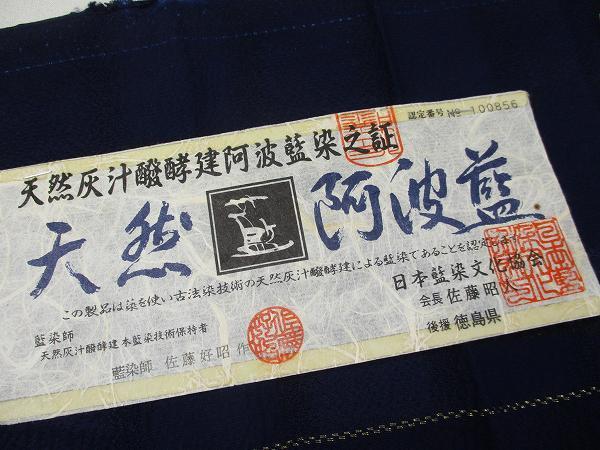 認定番号 № 100856
天然灰汁醗酵建阿波藍染之証
天然 阿波藍
この製品は藻を使い古法染技術の天然灰汁醗酵建による藍染であることを認定する
日本藍染文化協会
会長 佐藤昭人
後援 徳島県
藍染師
天然灰汁醗酵建本藍染技術保持者
藍染師 佐藤好昭 作